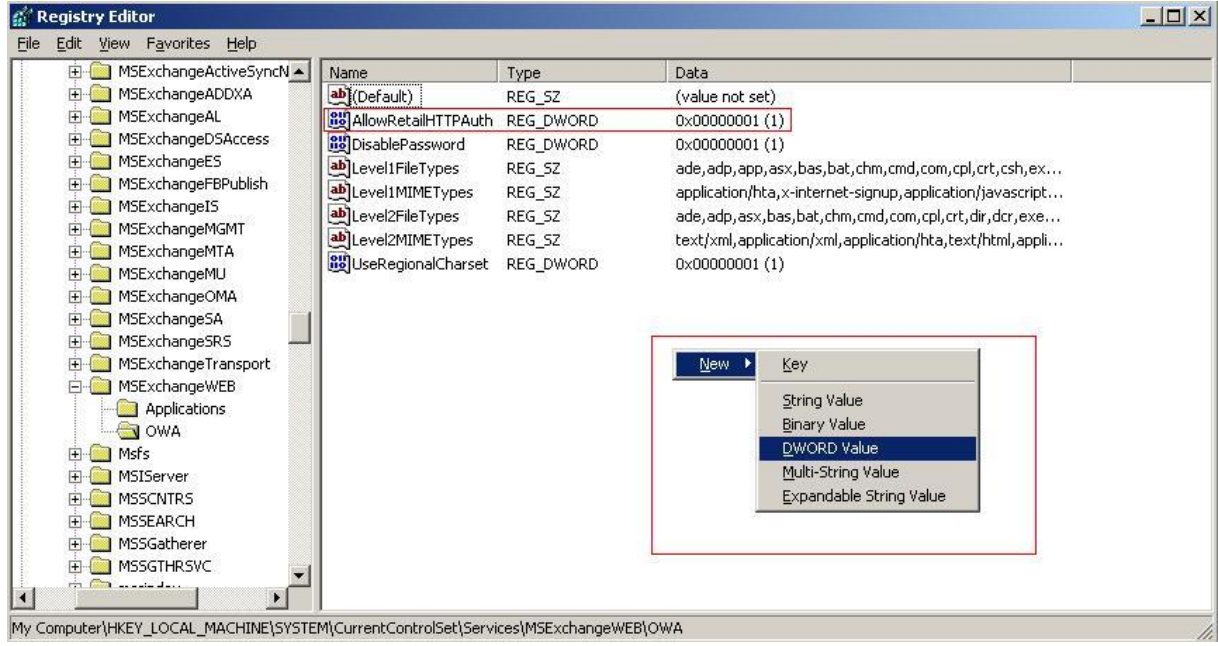 Registry Editor
File Edit View Favorites Help
MSExchangeActiveSyncN
MSExchangeADDXA
MSExchangeAL
MSExchangeDSAccess
MSExchangeES
MSExchangeFBPublish
MSExchangeIS
MSExchangeMGMT
MSExchangeMTA
MSExchangeMU
MSExchangeOMA
MSExchangeSA
MSExchangeSRS
MSExchangeTransport
MSExchangeWEB
Applications
OWA
Msfs
MSIServer
MSSCNTRS
MSSEARCH
MSSGatherer
MSSGTHRSVC
Name Type Data
(Default) REG_SZ (value not set)
AllowRetailHTTPAuth REG_DWORD 0x00000001 (1)
DisablePassword REG_DWORD 0x00000001 (1)
Level1FileTypes REG_SZ ade,adp,app,asx,bas,bat,chm,cmd,com,cpl,crt,csh,ex...
Level1MIMETypes REG_SZ application/hta,x-internet-signup,application/javascript...
Level2FileTypes REG_SZ ade,adp,asx,bas,bat,chm,cmd,com,cpl,crt,dir,dcr,exe...
Level2MIMETypes REG_SZ text/xml,application/xml,application/hta,text/html,appli...
UseRegionalCharset REG_DWORD 0x00000001 (1)
New Key
String Value
Binary Value
DWORD Value
Multi-String Value
Expandable String Value
My Computer\HKEY_LOCAL_MACHINE\SYSTEM\CurrentControlSet\Services\MSExchangeWEB\OWA